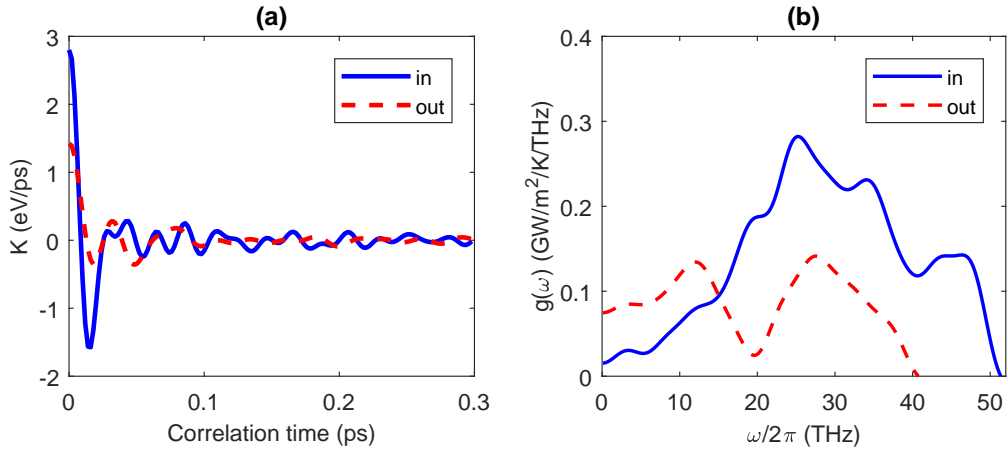 (a)
K (eV/ps)
3
2
1
0
-1
-2
0
0.1
0.2
0.3
Correlation time (ps)
in
out
(b)
g(ω) (GW/m²/K/THz)
0.4
0.3
0.2
0.1
0
0
10
20
30
40
50
ω/2π (THz)
in
out